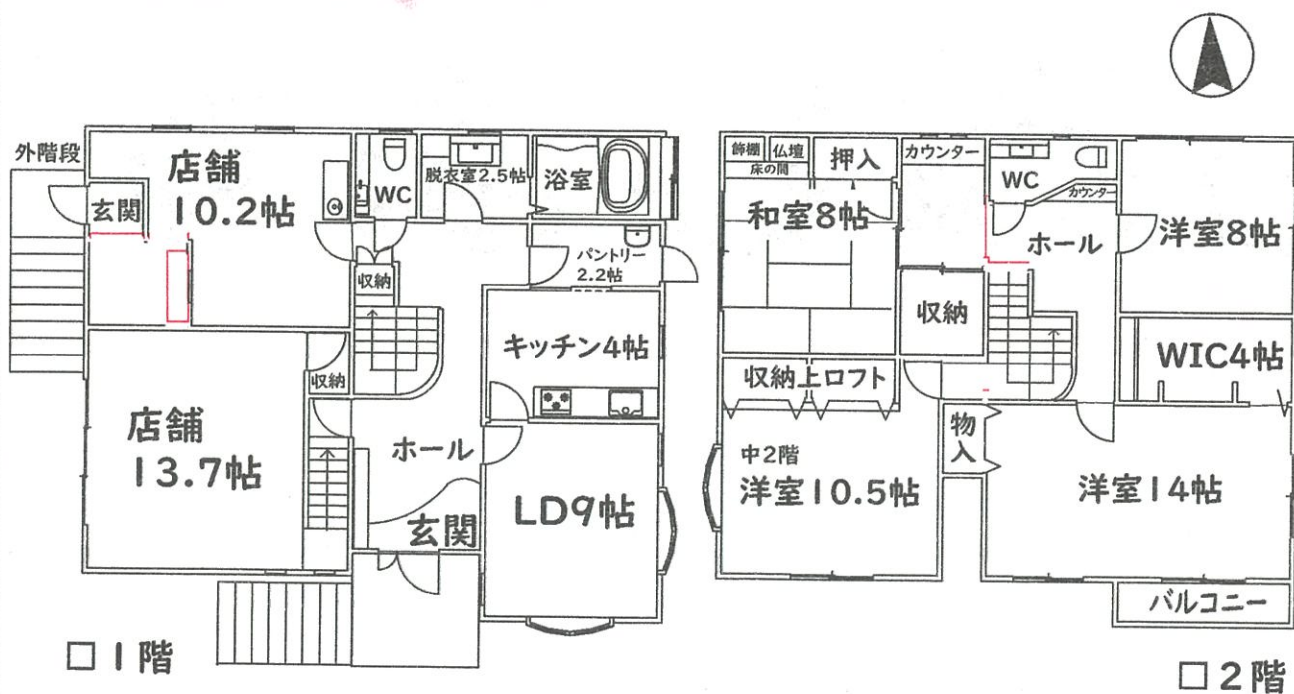 外階段
店舗
10.2帖
玄関
WC
脱衣室2.5帖
浴室
収納
パントリー
2.2帖
キッチン4帖
収納
店舗
13.7帖
ホール
玄関
LD9帖
□1階
飾棚
仏壇
床の間
押入
和室8帖
カウンター
WC
カウンター
ホール
洋室8帖
収納
WIC4帖
収納上ロフト
中2階
洋室10.5帖
物入
洋室14帖
バルコニー
□2階